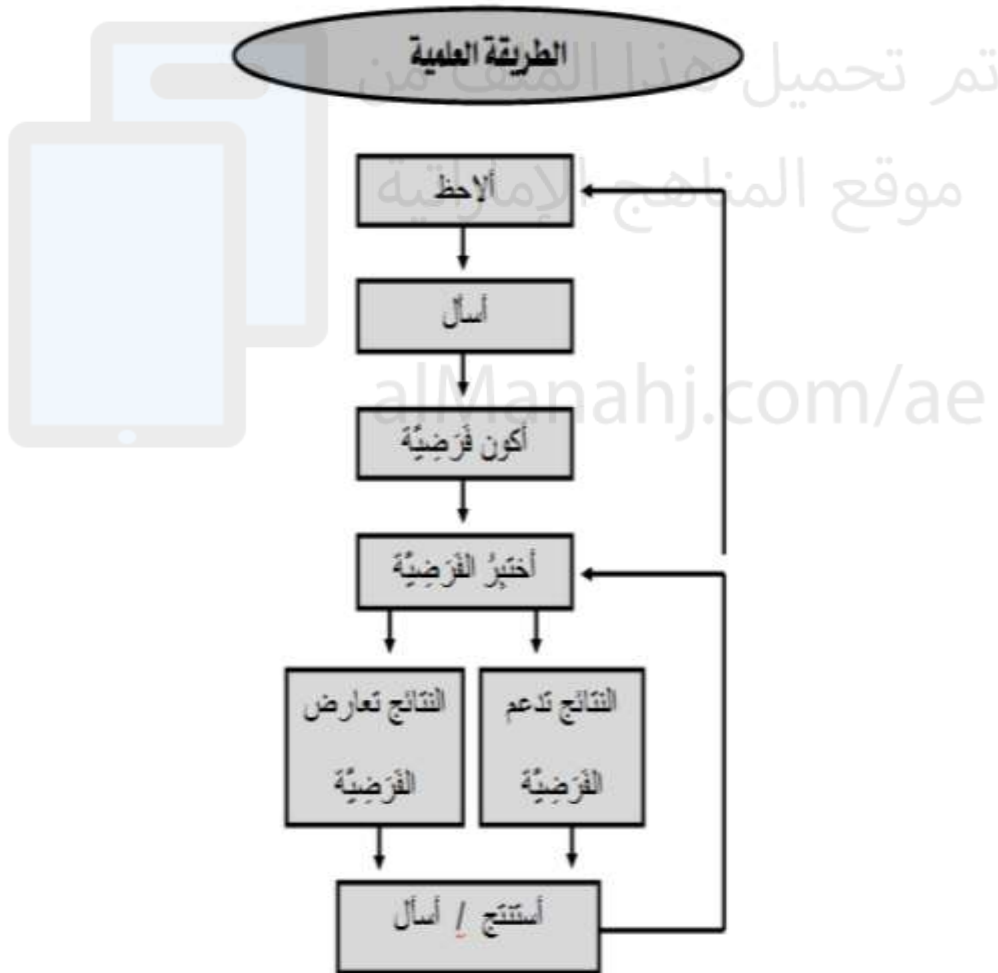 الطريقة العلمية
تم تحميل هذا الملف من
موقع المناهج الإماراتية
alManahj.com/ae
ألاحظ
أسأل
أكون فَرَضِيَّة
أختبِرُ الفَرَضِيَّة
النتائج تدعم
الفَرَضِيَّة
النتائج تعارض
الفَرَضِيَّة
أستنتج / أسأل